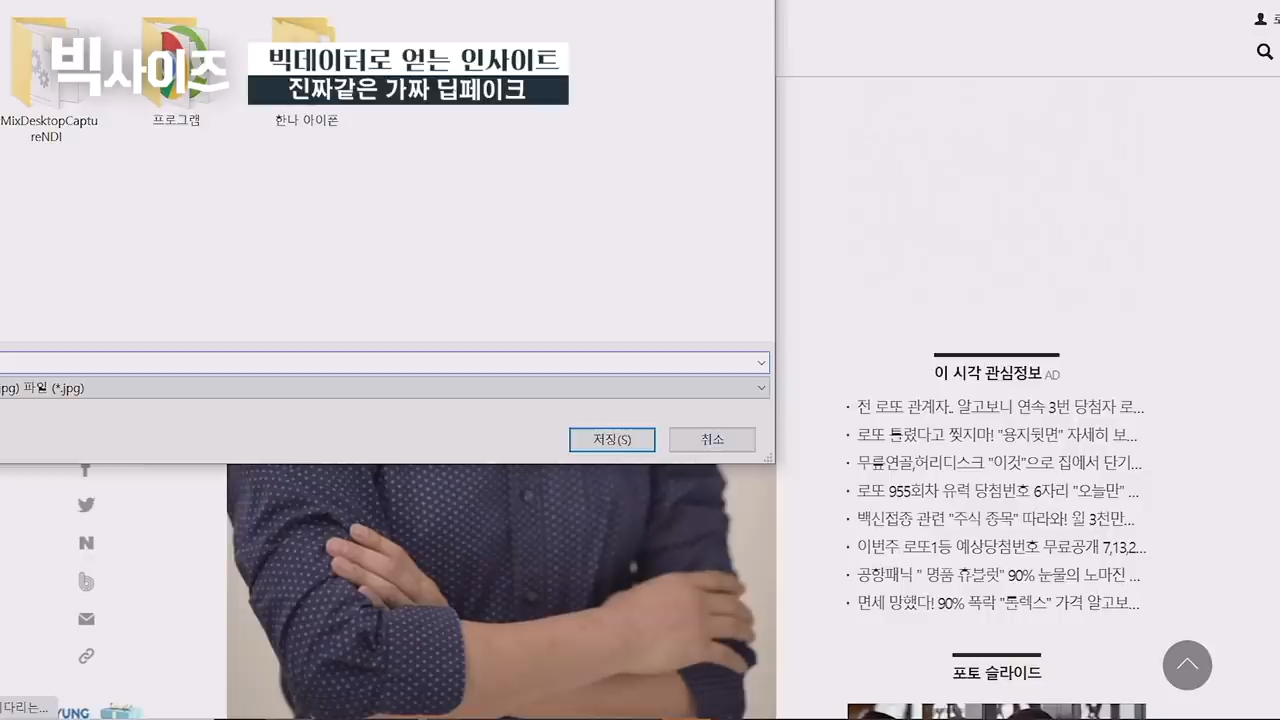 빅사이즈
빅데이터로 얻는 인사이트
진짜같은 가짜 딥페이크
MixDesktopCaptu
reNDI
프로그램
한나 아이폰
jpg) 파일 (*.jpg)
저장(S)
취소
이 시각 관심정보 AD
· 전 로또 관계자.. 알고보니 연속 3번 당첨자 로...
· 로또 틀렸다고 찢지마! "용지뒷면" 자세히 보...
· 무릎연골,허리디스크 "이것"으로 집에서 단기...
· 로또 955회차 유력 당첨번호 6자리 "오늘만" ...
· 백신접종 관련 "주식 종목" 따라와! 월 3천만...
· 이번주 로또1등 예상당첨번호 무료공개 7,13,2...
· 공항패닉 " 명품 츄블럿" 90% 눈물의 노마진 ...
· 면세 망했다! 90% 폭락 "론렉스" 가격 알고보...
포토 슬라이드
기다리는...
YUNG